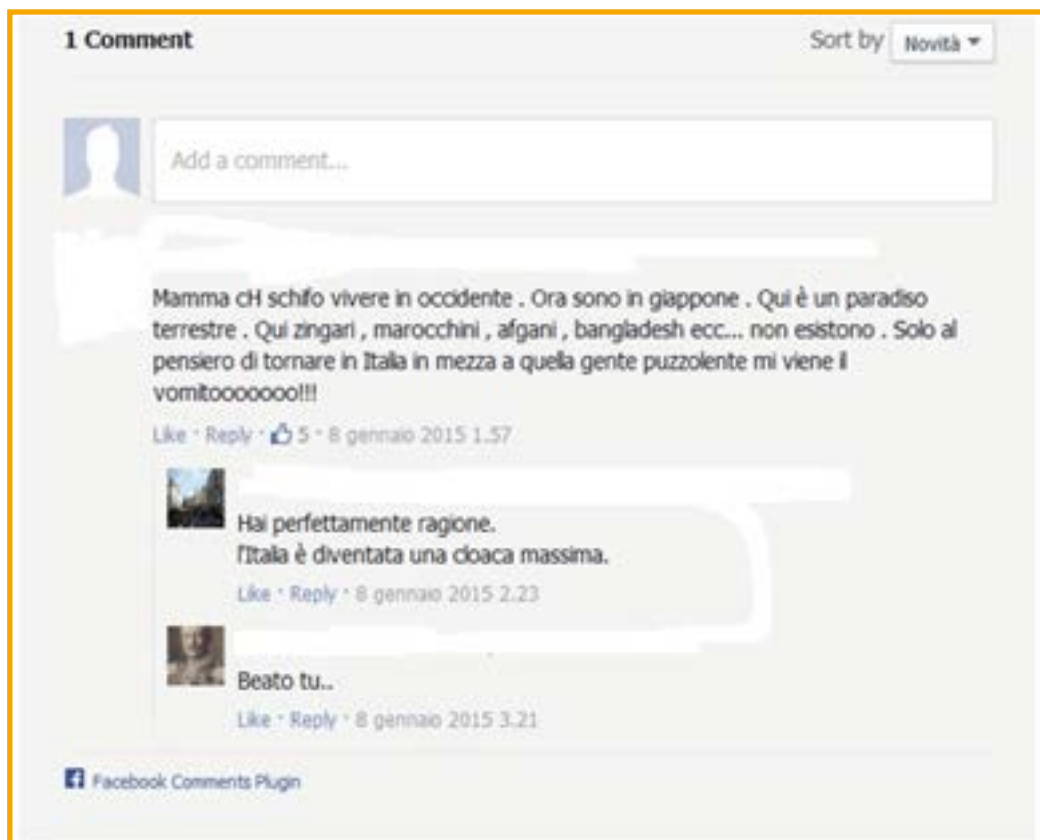 1 Comment
Sort by Novità
Add a comment...
Mamma cH schifo vivere in occidente . Ora sono in giappone . Qui è un paradiso
terrestre . Qui zingari , marocchini , afgani , bangladesh ecc... non esistono . Solo al
pensiero di tornare in Italia in mezza a quella gente puzzolente mi viene il
vomitooooooo!!!
Like · Reply · 5 · 8 gennaio 2015 1.57
Hai perfettamente ragione.
l'Italia è diventata una cloaca massima.
Like · Reply · 8 gennaio 2015 2.23
Beato tu..
Like · Reply · 8 gennaio 2015 3.21
Facebook Comments Plugin